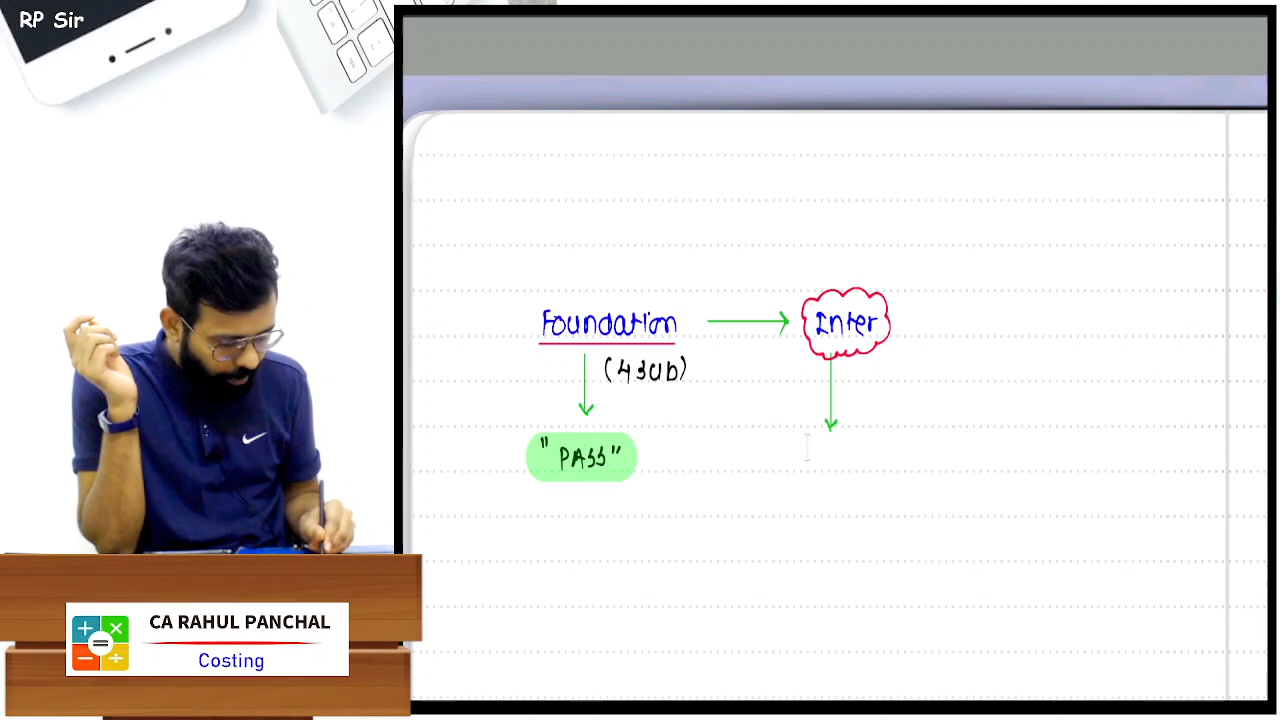 RP Sir
Foundation
Inter
(4 SUB)
"PASS"
CA RAHUL PANCHAL
Costing